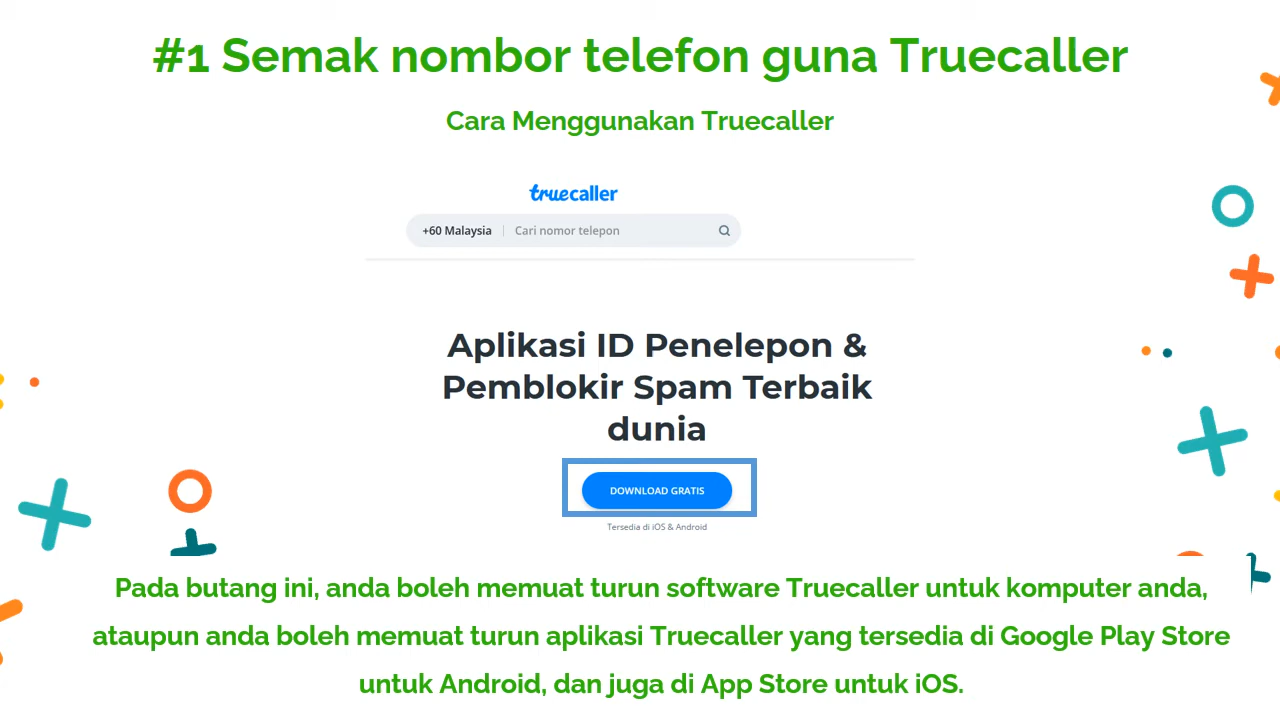 #1 Semak nombor telefon guna Truecaller
Cara Menggunakan Truecaller
truecaller
+60 Malaysia | Cari nomor telepon
Aplikasi ID Penelepon &
Pemblokir Spam Terbaik
dunia
DOWNLOAD GRATIS
Tersedia di iOS & Android
Pada butang ini, anda boleh memuat turun software Truecaller untuk komputer anda,
ataupun anda boleh memuat turun aplikasi Truecaller yang tersedia di Google Play Store
untuk Android, dan juga di App Store untuk iOS.